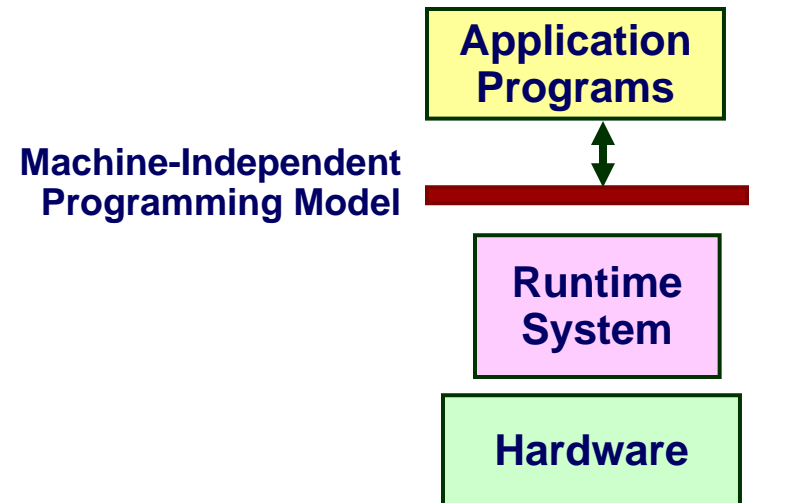 Application
Programs
Machine-Independent
Programming Model
Runtime
System
Hardware